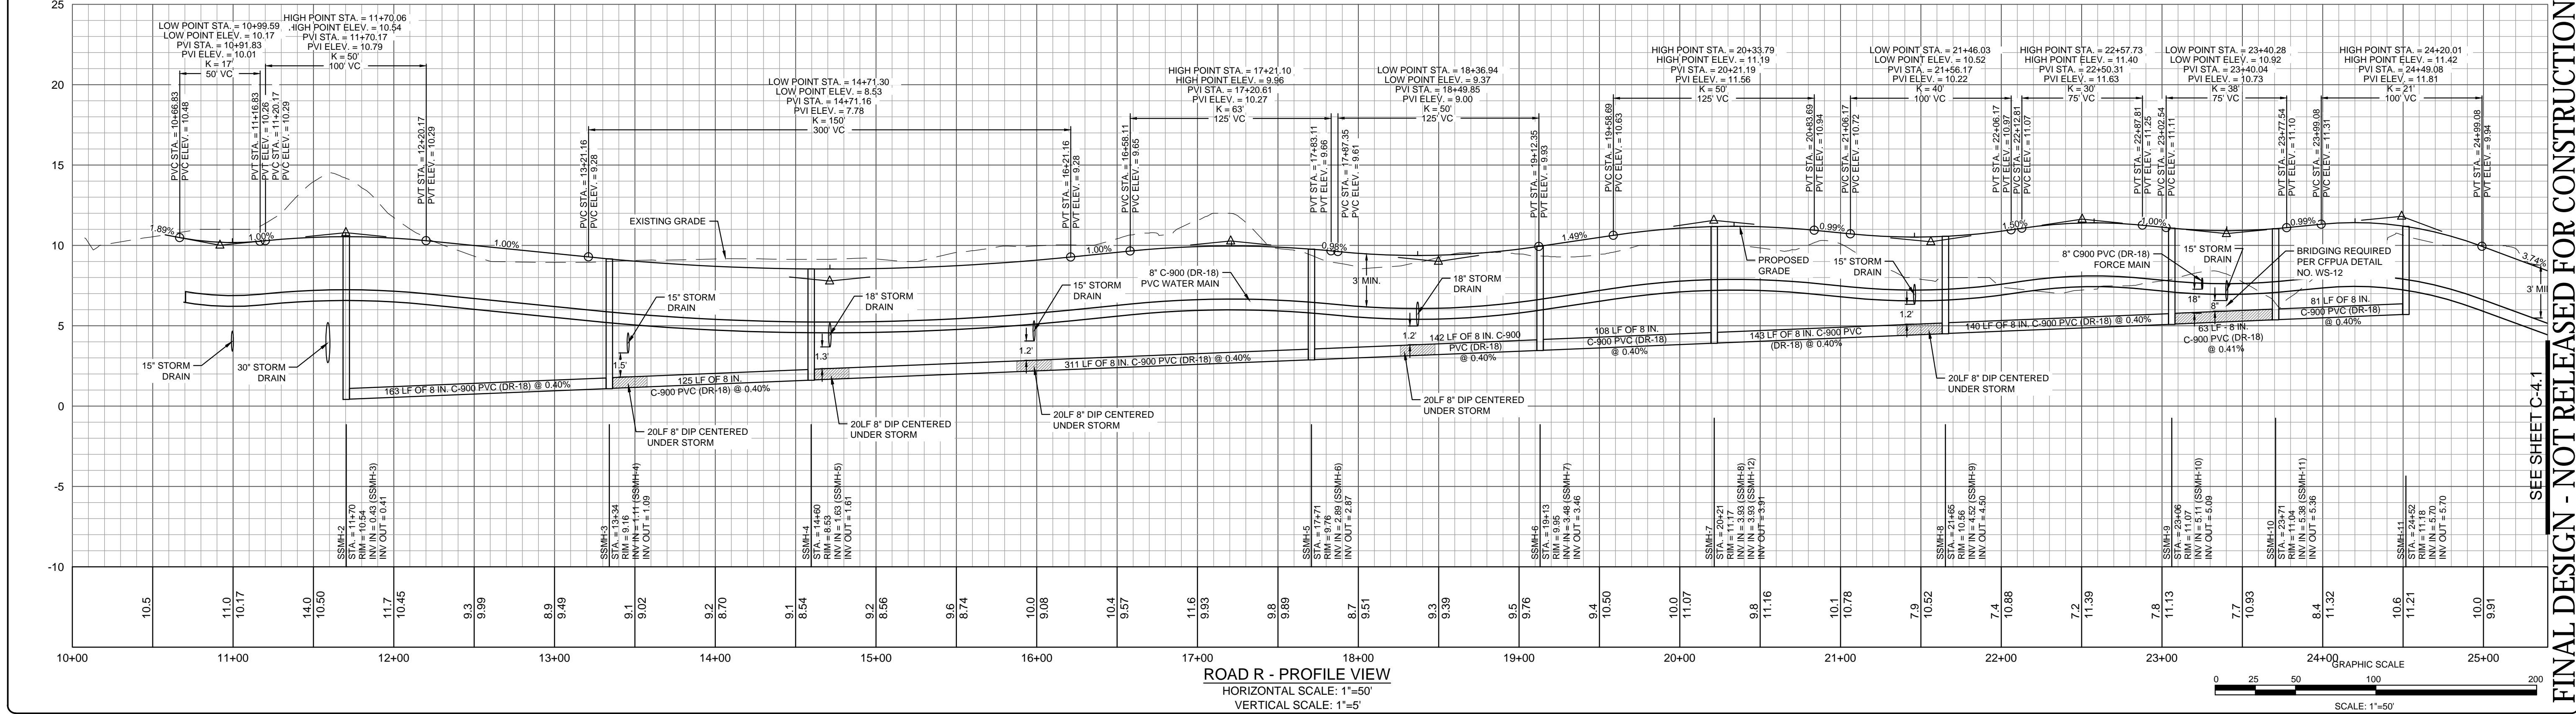 25
20
15
10
5
0
-5
-10
LOW POINT STA. = 10+99.59
LOW POINT ELEV. = 10.17
PVI STA. = 10+91.83
PVI ELEV. = 10.01
K = 17'
50' VC
HIGH POINT STA. = 11+70.06
HIGH POINT ELEV. = 10.54
PVI STA. = 11+70.17
PVI ELEV. = 10.79
K = 50'
100' VC
LOW POINT STA. = 14+71.30
LOW POINT ELEV. = 8.53
PVI STA. = 14+71.16
PVI ELEV. = 7.78
K = 150'
300' VC
HIGH POINT STA. = 17+21.10
HIGH POINT ELEV. = 9.96
PVI STA. = 17+20.61
PVI ELEV. = 10.27
K = 63'
125' VC
LOW POINT STA. = 18+36.94
LOW POINT ELEV. = 9.37
PVI STA. = 18+49.85
PVI ELEV. = 9.00
K = 50'
125' VC
HIGH POINT STA. = 20+33.79
HIGH POINT ELEV. = 11.19
PVI STA. = 20+21.19
PVI ELEV. = 11.56
K = 50'
125' VC
LOW POINT STA. = 21+46.03
LOW POINT ELEV. = 10.52
PVI STA. = 21+56.17
PVI ELEV. = 10.22
K = 40'
100' VC
HIGH POINT STA. = 22+57.73
HIGH POINT ELEV. = 11.40
PVI STA. = 22+50.31
PVI ELEV. = 11.63
K = 30'
75' VC
LOW POINT STA. = 23+40.28
LOW POINT ELEV. = 10.92
PVI STA. = 23+40.04
PVI ELEV. = 10.73
K = 38'
75' VC
HIGH POINT STA. = 24+20.01
HIGH POINT ELEV. = 11.42
PVI STA. = 24+49.08
PVI ELEV. = 11.81
K = 21'
100' VC
PVC STA. = 10+66.83
PVC ELEV. = 10.48
PVT STA. = 11+16.83
PVT ELEV. = 10.26
PVC STA. = 11+20.17
PVC ELEV. = 10.29
PVT STA. = 12+20.17
PVT ELEV. = 10.29
PVC STA. = 13+21.16
PVC ELEV. = 9.28
PVT STA. = 16+21.16
PVT ELEV. = 9.28
PVC STA. = 16+58.11
PVC ELEV. = 9.65
PVT STA. = 17+83.11
PVT ELEV. = 9.66
PVC STA. = 17+87.35
PVC ELEV. = 9.61
PVT STA. = 19+12.35
PVT ELEV. = 9.93
PVC STA. = 19+58.69
PVC ELEV. = 10.63
PVT STA. = 20+83.69
PVT ELEV. = 10.94
PVC STA. = 21+06.17
PVC ELEV. = 10.72
PVT STA. = 22+06.17
PVT ELEV. = 10.97
PVC STA. = 22+12.81
PVC ELEV. = 11.07
PVT STA. = 22+87.81
PVT ELEV. = 11.25
PVC STA. = 23+02.54
PVC ELEV. = 11.11
PVT STA. = 23+77.54
PVT ELEV. = 11.10
PVC STA. = 23+99.08
PVC ELEV. = 11.31
PVT STA. = 24+99.08
PVT ELEV. = 9.94
1.89%
1.00%
1.00%
1.00%
0.98%
1.49%
0.99%
1.50%
1.00%
0.99%
3.74%
EXISTING GRADE
8" C-900 (DR-18)
PVC WATER MAIN
3' MIN.
PROPOSED
GRADE
8" C900 PVC (DR-18)
FORCE MAIN
BRIDGING REQUIRED
PER CFPUA DETAIL
NO. WS-12
3' MI
15" STORM
DRAIN
30" STORM
DRAIN
15" STORM
DRAIN
18" STORM
DRAIN
15" STORM
DRAIN
18" STORM
DRAIN
15" STORM
DRAIN
15" STORM
DRAIN
1.5'
1.3'
1.2'
1.2'
1.2'
18"
8"
163 LF OF 8 IN. C-900 PVC (DR-18) @ 0.40%
125 LF OF 8 IN.
C-900 PVC (DR-18) @ 0.40%
311 LF OF 8 IN. C-900 PVC (DR-18) @ 0.40%
142 LF OF 8 IN. C-900
PVC (DR-18)
@ 0.40%
108 LF OF 8 IN.
C-900 PVC (DR-18)
@ 0.40%
143 LF OF 8 IN. C-900 PVC
(DR-18) @ 0.40%
140 LF OF 8 IN. C-900 PVC (DR-18) @ 0.40%
63 LF - 8 IN.
C-900 PVC (DR-18)
@ 0.41%
81 LF OF 8 IN.
C-900 PVC (DR-18)
@ 0.40%
20LF 8" DIP CENTERED
UNDER STORM
20LF 8" DIP CENTERED
UNDER STORM
20LF 8" DIP CENTERED
UNDER STORM
20LF 8" DIP CENTERED
UNDER STORM
20LF 8" DIP CENTERED
UNDER STORM
SSMH-2
STA. = 11+70
RIM = 10.54
INV IN = 0.43 (SSMH-3)
INV OUT = 0.41
SSMH-3
STA. = 13+34
RIM = 9.16
INV IN = 1.11 (SSMH-4)
INV OUT = 1.09
SSMH-4
STA. = 14+60
RIM = 8.53
INV IN = 1.63 (SSMH-5)
INV OUT = 1.61
SSMH-5
STA. = 17+71
RIM = 9.76
INV IN = 2.89 (SSMH-6)
INV OUT = 2.87
SSMH-6
STA. = 19+13
RIM = 9.95
INV IN = 3.48 (SSMH-7)
INV OUT = 3.46
SSMH-7
STA. = 20+21
RIM = 11.17
INV IN = 3.93 (SSMH-8)
INV IN = 3.93 (SSMH-12)
INV OUT = 3.91
SSMH-8
STA. = 21+65
RIM = 10.56
INV IN = 4.52 (SSMH-9)
INV OUT = 4.50
SSMH-9
STA. = 23+06
RIM = 11.07
INV IN = 5.11 (SSMH-10)
INV OUT = 5.09
SSMH-10
STA. = 23+71
RIM = 11.04
INV IN = 5.38 (SSMH-11)
INV OUT = 5.36
SSMH-11
STA. = 24+52
RIM = 11.18
INV IN = 5.70
INV OUT = 5.70
10.5
11.0 10.17
14.0 10.50
11.7 10.45
9.3 9.99
8.9 9.49
9.1 9.02
9.2 8.70
9.1 8.54
9.2 8.56
9.6 8.74
10.0 9.08
10.4 9.57
11.6 9.93
9.8 9.89
8.7 9.51
9.3 9.39
9.5 9.76
9.4 10.50
10.0 11.07
9.8 11.16
10.1 10.78
7.9 10.52
7.4 10.88
7.2 11.39
7.8 11.13
7.7 10.93
8.4 11.32
10.6 11.21
10.0 9.91
10+00 11+00 12+00 13+00 14+00 15+00 16+00 17+00 18+00 19+00 20+00 21+00 22+00 23+00 24+00 25+00
ROAD R - PROFILE VIEW
HORIZONTAL SCALE: 1"=50'
VERTICAL SCALE: 1"=5'
GRAPHIC SCALE
0 25 50 100 200
SCALE: 1"=50'
SEE SHEET C-4.1
FINAL DESIGN - NOT RELEASED FOR CONSTRUCTION